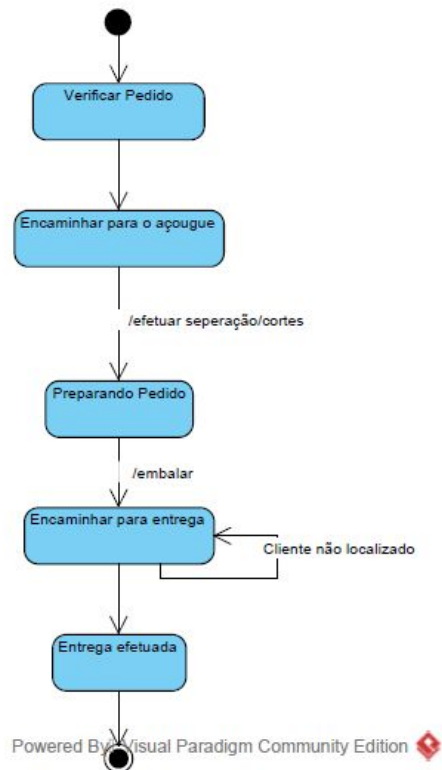 Verificar Pedido
Encaminhar para o açougue
/efetuar seperação/cortes
Preparando Pedido
/embalar
Encaminhar para entrega
Cliente não localizado
Entrega efetuada
Powered By Visual Paradigm Community Edition